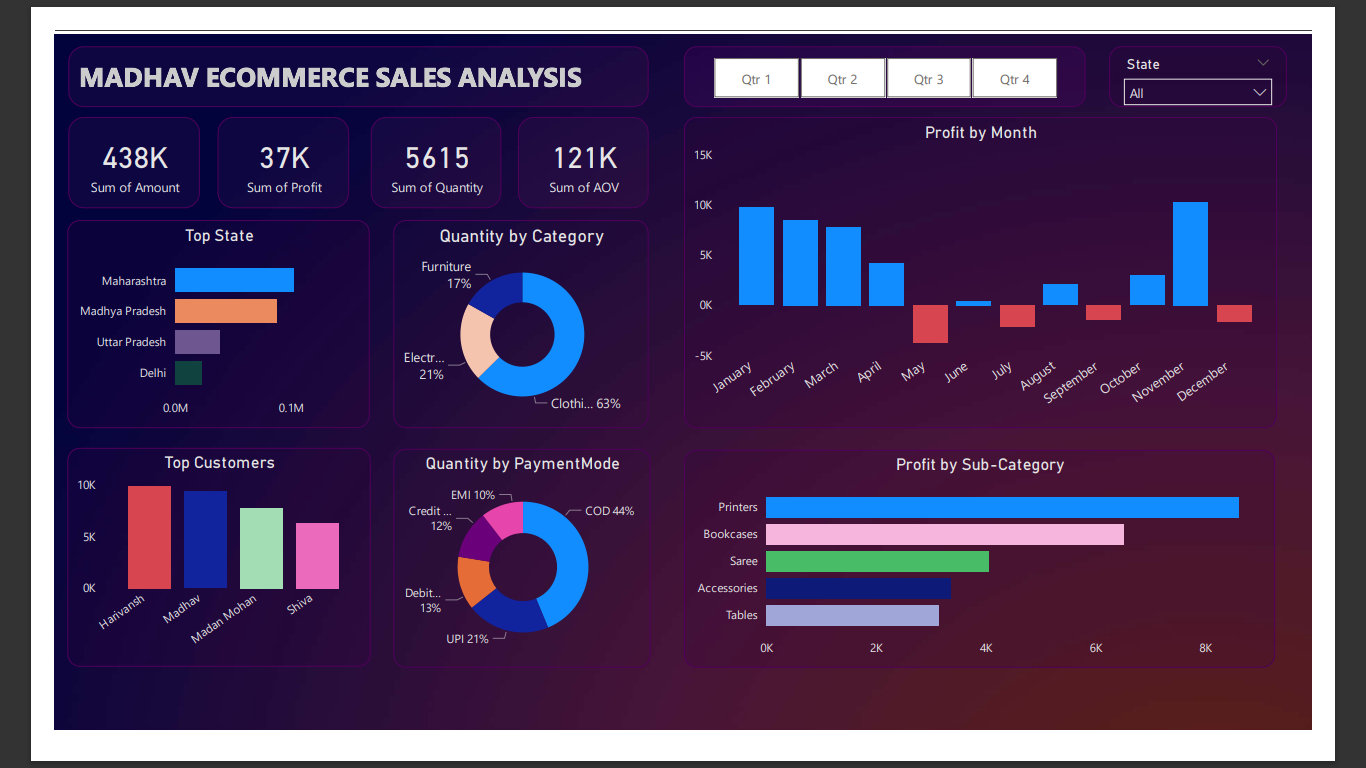 MADHAV ECOMMERCE SALES ANALYSIS
Qtr 1
Qtr 2
Qtr 3
Qtr 4
State
All
438K
Sum of Amount
37K
Sum of Profit
5615
Sum of Quantity
121K
Sum of AOV
Profit by Month
15K
10K
5K
0K
-5K
January
February
March
April
May
June
July
August
September
October
November
December
Top State
Maharashtra
Madhya Pradesh
Uttar Pradesh
Delhi
0.0M
0.1M
Quantity by Category
Furniture
17%
Electr...
21%
Clothi... 63%
Top Customers
10K
5K
0K
Harivansh
Madhav
Madan Mohan
Shiva
Quantity by PaymentMode
EMI 10%
Credit ...
12%
COD 44%
Debit...
13%
UPI 21%
Profit by Sub-Category
Printers
Bookcases
Saree
Accessories
Tables
0K
2K
4K
6K
8K